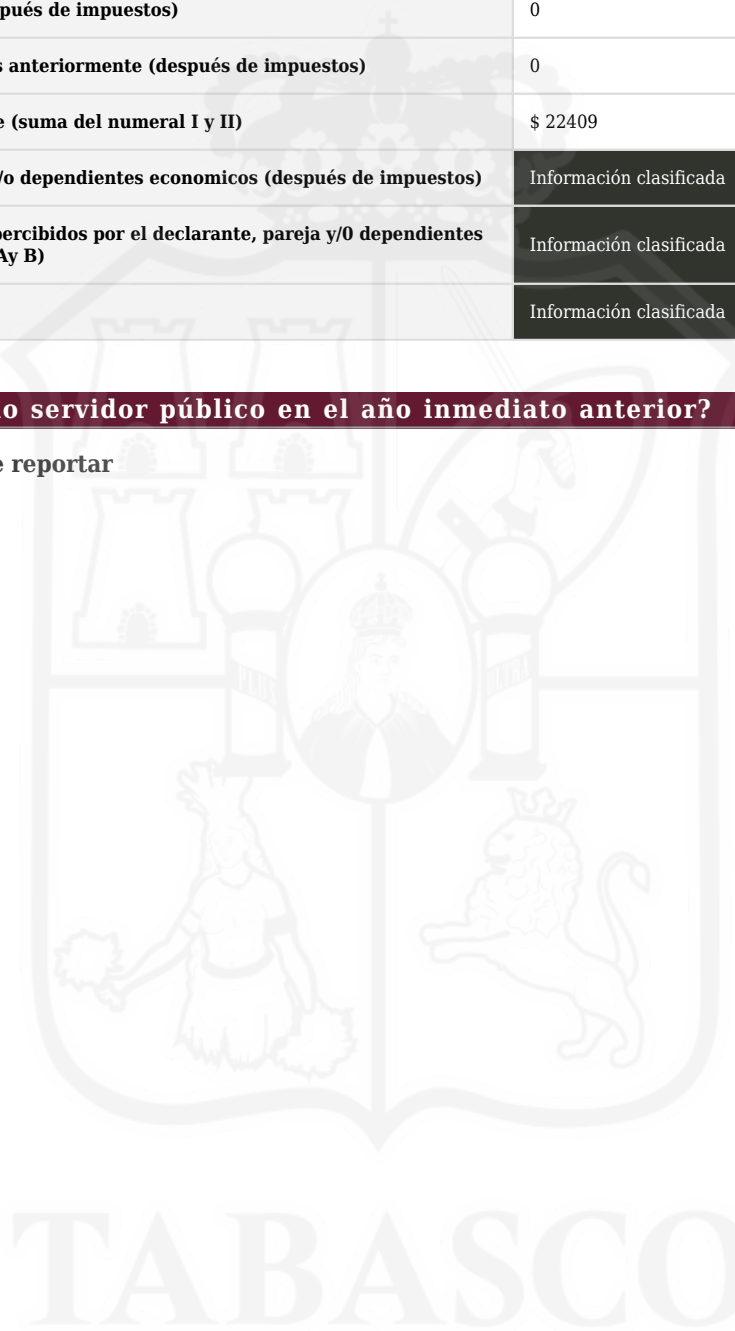 pués de impuestos)
0
s anteriormente (después de impuestos)
0
e (suma del numeral I y II)
$ 22409
/o dependientes economicos (después de impuestos)
Información clasificada
percibidos por el declarante, pareja y/0 dependientes
Ay B)
Información clasificada
Información clasificada
o servidor público en el año inmediato anterior?
e reportar
PLUS
ULTRA
TABASCO